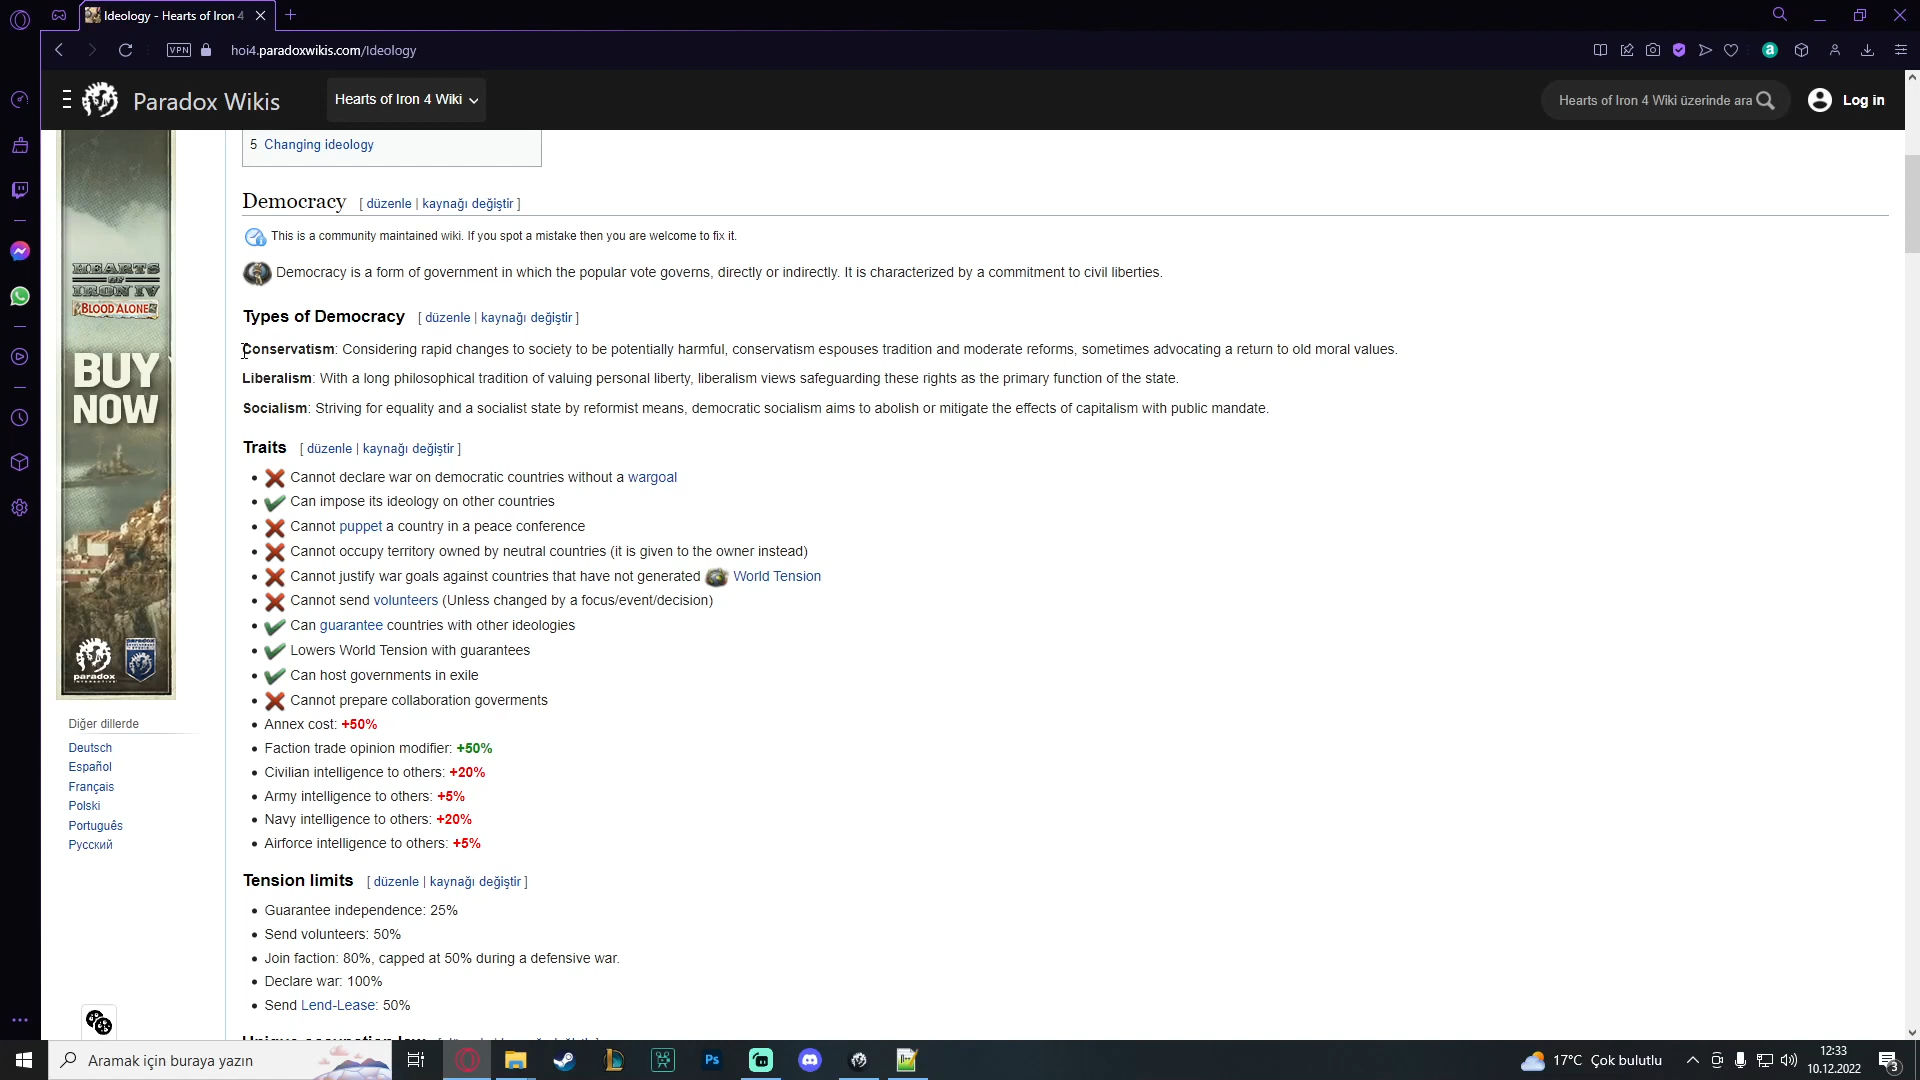 Ideology - Hearts of Iron 4
VPN
hoi4.paradoxwikis.com/Ideology
Paradox Wikis
Hearts of Iron 4 Wiki
Hearts of Iron 4 Wiki üzerinde ara
Log in
5 Changing ideology
Democracy [ düzenle | kaynağı değiştir ]
This is a community maintained wiki. If you spot a mistake then you are welcome to fix it.
Democracy is a form of government in which the popular vote governs, directly or indirectly. It is characterized by a commitment to civil liberties.
Types of Democracy [ düzenle | kaynağı değiştir ]
Conservatism: Considering rapid changes to society to be potentially harmful, conservatism espouses tradition and moderate reforms, sometimes advocating a return to old moral values.
Liberalism: With a long philosophical tradition of valuing personal liberty, liberalism views safeguarding these rights as the primary function of the state.
Socialism: Striving for equality and a socialist state by reformist means, democratic socialism aims to abolish or mitigate the effects of capitalism with public mandate.
Traits [ düzenle | kaynağı değiştir ]
Cannot declare war on democratic countries without a wargoal
Can impose its ideology on other countries
Cannot puppet a country in a peace conference
Cannot occupy territory owned by neutral countries (it is given to the owner instead)
Cannot justify war goals against countries that have not generated World Tension
Cannot send volunteers (Unless changed by a focus/event/decision)
Can guarantee countries with other ideologies
Lowers World Tension with guarantees
Can host governments in exile
Cannot prepare collaboration goverments
Annex cost: +50%
Faction trade opinion modifier: +50%
Civilian intelligence to others: +20%
Army intelligence to others: +5%
Navy intelligence to others: +20%
Airforce intelligence to others: +5%
Tension limits [ düzenle | kaynağı değiştir ]
Guarantee independence: 25%
Send volunteers: 50%
Join faction: 80%, capped at 50% during a defensive war.
Declare war: 100%
Send Lend-Lease: 50%
HEARTS
OF
IRON IV
BLOOD ALONE
BUY
NOW
paradox
Diğer dillerde
Deutsch
Español
Français
Polski
Português
Русский
Aramak için buraya yazın
Ps
17°C Çok bulutlu
12:33
10.12.2022
3